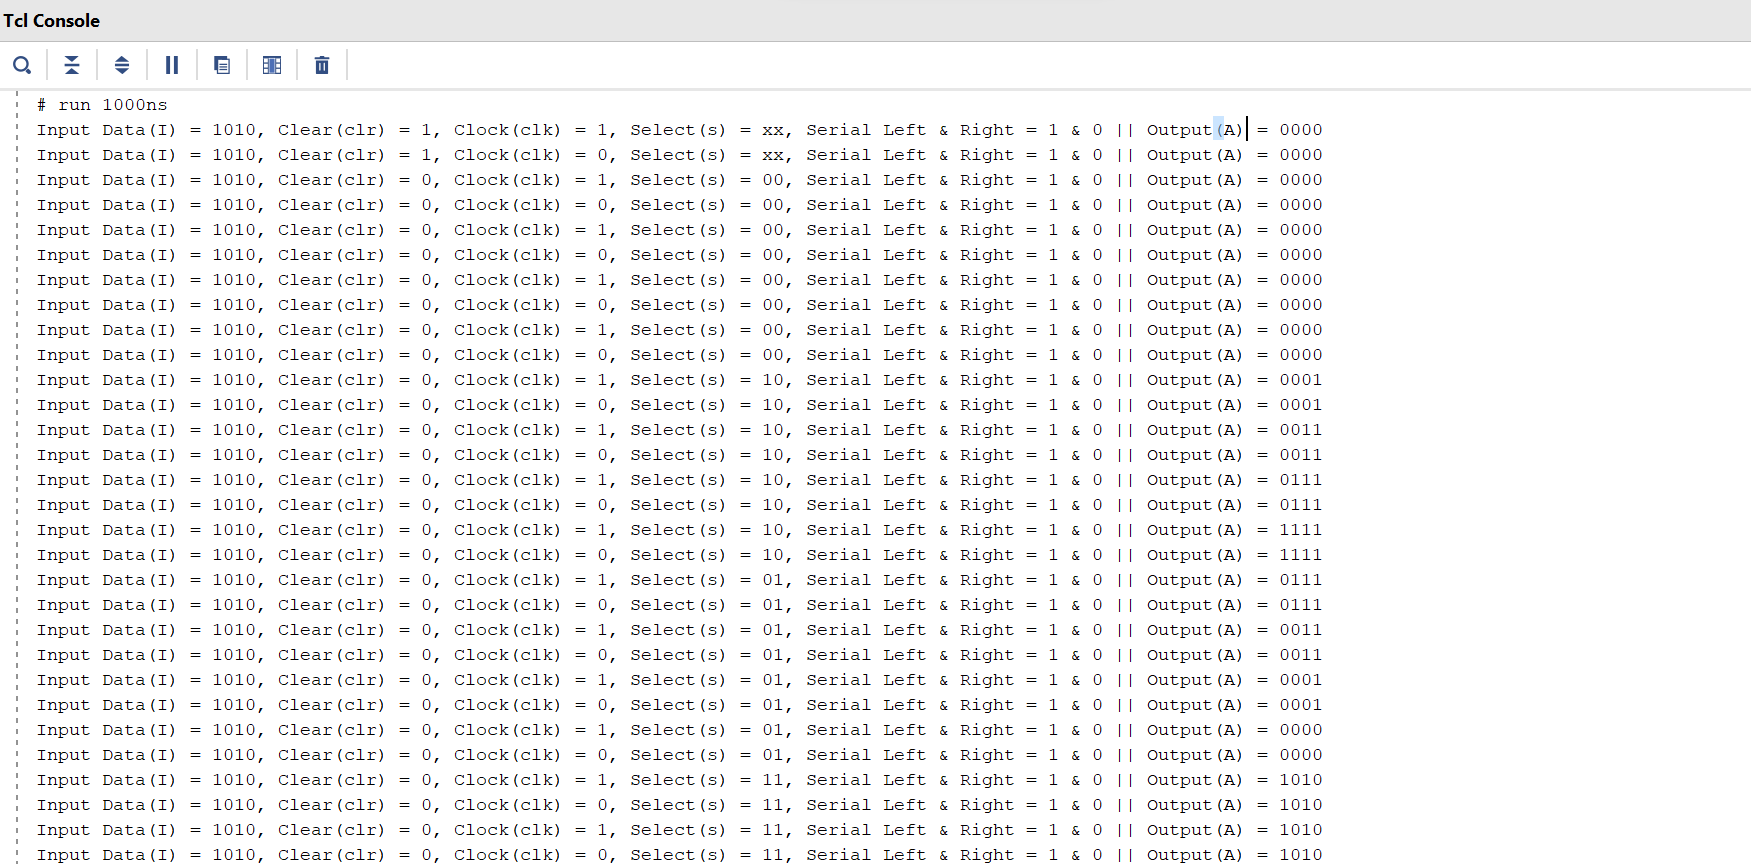 Tcl Console
# run 1000ns
Input Data(I) = 1010, Clear(clr) = 1, Clock(clk) = 1, Select(s) = xx, Serial Left & Right = 1 & 0 || Output(A) = 0000
Input Data(I) = 1010, Clear(clr) = 1, Clock(clk) = 0, Select(s) = xx, Serial Left & Right = 1 & 0 || Output(A) = 0000
Input Data(I) = 1010, Clear(clr) = 0, Clock(clk) = 1, Select(s) = 00, Serial Left & Right = 1 & 0 || Output(A) = 0000
Input Data(I) = 1010, Clear(clr) = 0, Clock(clk) = 0, Select(s) = 00, Serial Left & Right = 1 & 0 || Output(A) = 0000
Input Data(I) = 1010, Clear(clr) = 0, Clock(clk) = 1, Select(s) = 00, Serial Left & Right = 1 & 0 || Output(A) = 0000
Input Data(I) = 1010, Clear(clr) = 0, Clock(clk) = 0, Select(s) = 00, Serial Left & Right = 1 & 0 || Output(A) = 0000
Input Data(I) = 1010, Clear(clr) = 0, Clock(clk) = 1, Select(s) = 00, Serial Left & Right = 1 & 0 || Output(A) = 0000
Input Data(I) = 1010, Clear(clr) = 0, Clock(clk) = 0, Select(s) = 00, Serial Left & Right = 1 & 0 || Output(A) = 0000
Input Data(I) = 1010, Clear(clr) = 0, Clock(clk) = 1, Select(s) = 00, Serial Left & Right = 1 & 0 || Output(A) = 0000
Input Data(I) = 1010, Clear(clr) = 0, Clock(clk) = 0, Select(s) = 00, Serial Left & Right = 1 & 0 || Output(A) = 0000
Input Data(I) = 1010, Clear(clr) = 0, Clock(clk) = 1, Select(s) = 10, Serial Left & Right = 1 & 0 || Output(A) = 0001
Input Data(I) = 1010, Clear(clr) = 0, Clock(clk) = 0, Select(s) = 10, Serial Left & Right = 1 & 0 || Output(A) = 0001
Input Data(I) = 1010, Clear(clr) = 0, Clock(clk) = 1, Select(s) = 10, Serial Left & Right = 1 & 0 || Output(A) = 0011
Input Data(I) = 1010, Clear(clr) = 0, Clock(clk) = 0, Select(s) = 10, Serial Left & Right = 1 & 0 || Output(A) = 0011
Input Data(I) = 1010, Clear(clr) = 0, Clock(clk) = 1, Select(s) = 10, Serial Left & Right = 1 & 0 || Output(A) = 0111
Input Data(I) = 1010, Clear(clr) = 0, Clock(clk) = 0, Select(s) = 10, Serial Left & Right = 1 & 0 || Output(A) = 0111
Input Data(I) = 1010, Clear(clr) = 0, Clock(clk) = 1, Select(s) = 10, Serial Left & Right = 1 & 0 || Output(A) = 1111
Input Data(I) = 1010, Clear(clr) = 0, Clock(clk) = 0, Select(s) = 10, Serial Left & Right = 1 & 0 || Output(A) = 1111
Input Data(I) = 1010, Clear(clr) = 0, Clock(clk) = 1, Select(s) = 01, Serial Left & Right = 1 & 0 || Output(A) = 0111
Input Data(I) = 1010, Clear(clr) = 0, Clock(clk) = 0, Select(s) = 01, Serial Left & Right = 1 & 0 || Output(A) = 0111
Input Data(I) = 1010, Clear(clr) = 0, Clock(clk) = 1, Select(s) = 01, Serial Left & Right = 1 & 0 || Output(A) = 0011
Input Data(I) = 1010, Clear(clr) = 0, Clock(clk) = 0, Select(s) = 01, Serial Left & Right = 1 & 0 || Output(A) = 0011
Input Data(I) = 1010, Clear(clr) = 0, Clock(clk) = 1, Select(s) = 01, Serial Left & Right = 1 & 0 || Output(A) = 0001
Input Data(I) = 1010, Clear(clr) = 0, Clock(clk) = 0, Select(s) = 01, Serial Left & Right = 1 & 0 || Output(A) = 0001
Input Data(I) = 1010, Clear(clr) = 0, Clock(clk) = 1, Select(s) = 01, Serial Left & Right = 1 & 0 || Output(A) = 0000
Input Data(I) = 1010, Clear(clr) = 0, Clock(clk) = 0, Select(s) = 01, Serial Left & Right = 1 & 0 || Output(A) = 0000
Input Data(I) = 1010, Clear(clr) = 0, Clock(clk) = 1, Select(s) = 11, Serial Left & Right = 1 & 0 || Output(A) = 1010
Input Data(I) = 1010, Clear(clr) = 0, Clock(clk) = 0, Select(s) = 11, Serial Left & Right = 1 & 0 || Output(A) = 1010
Input Data(I) = 1010, Clear(clr) = 0, Clock(clk) = 1, Select(s) = 11, Serial Left & Right = 1 & 0 || Output(A) = 1010
Input Data(I) = 1010, Clear(clr) = 0, Clock(clk) = 0, Select(s) = 11, Serial Left & Right = 1 & 0 || Output(A) = 1010